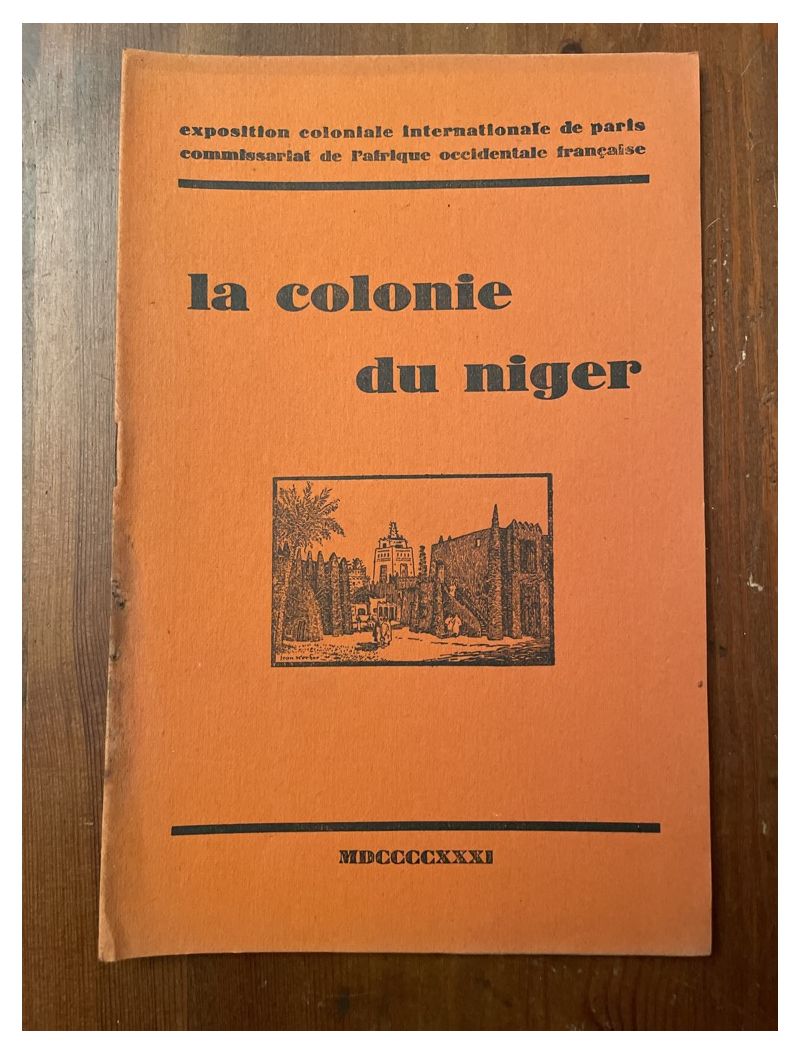 exposition coloniale internationale de paris
commissariat de l'afrique occidentale française
la colonie
du niger
MDCCCCXXXI